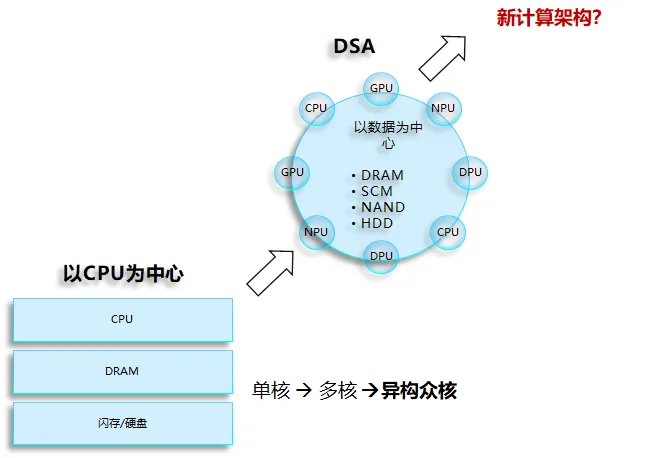 新计算架构?
DSA
GPU
CPU
NPU
以数据为中
心
GPU
DPU
• DRAM
• SCM
• NAND
• HDD
NPU
CPU
DPU
以CPU为中心
CPU
DRAM
闪存/硬盘
单核 → 多核 →异构众核